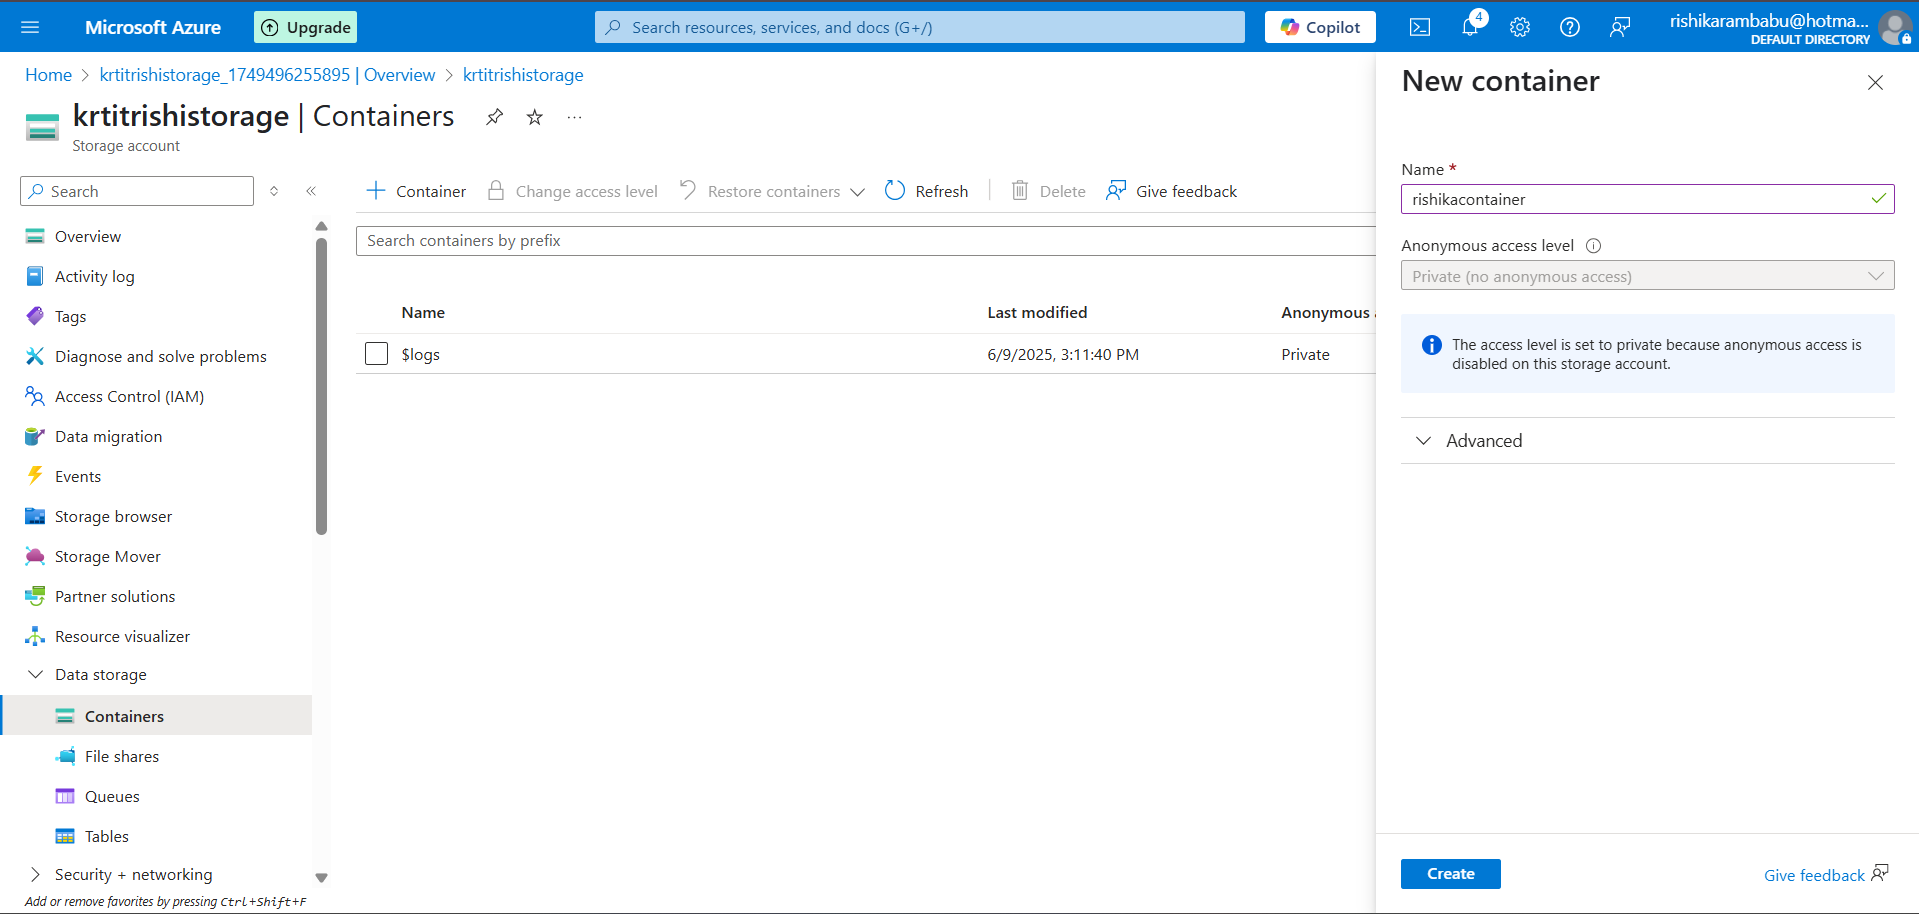 Microsoft Azure
Upgrade
Search resources, services, and docs (G+/)
Copilot
4
rishikarambabu@hotma...
DEFAULT DIRECTORY
Home > krtitrishistorage_1749496255895 | Overview > krtitrishistorage
krtitrishistorage | Containers
...
Storage account
Search
Overview
Activity log
Tags
Diagnose and solve problems
Access Control (IAM)
Data migration
Events
Storage browser
Storage Mover
Partner solutions
Resource visualizer
Data storage
Containers
File shares
Queues
Tables
Security + networking
Add or remove favorites by pressing Ctrl+Shift+F
Container
Change access level
Restore containers
Refresh
Delete
Give feedback
Search containers by prefix
Name Last modified Anonymous
$logs 6/9/2025, 3:11:40 PM Private
New container
Name *
rishikacontainer
Anonymous access level
Private (no anonymous access)
The access level is set to private because anonymous access is
disabled on this storage account.
Advanced
Create
Give feedback